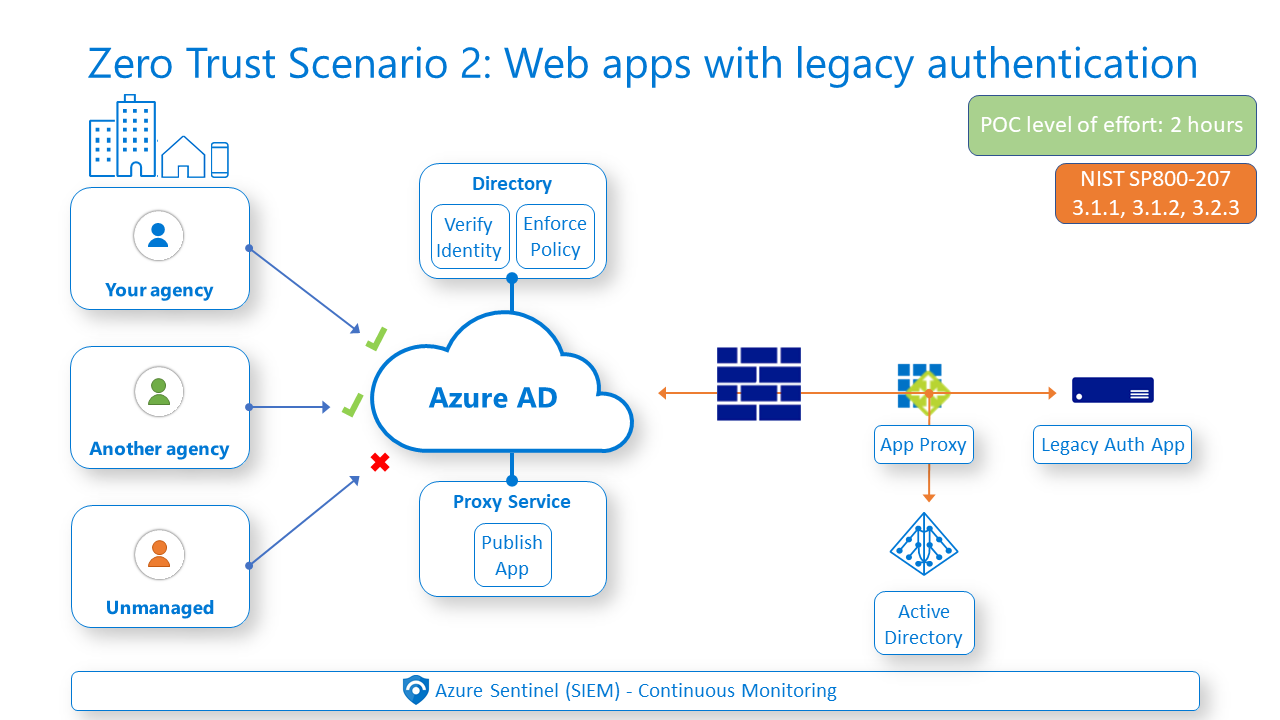 Zero Trust Scenario 2: Web apps with legacy authentication
POC level of effort: 2 hours
NIST SP800-207
3.1.1, 3.1.2, 3.2.3
Your agency
Another agency
Unmanaged
Directory
Verify
Identity
Enforce
Policy
Azure AD
Proxy Service
Publish
App
App Proxy
Legacy Auth App
Active
Directory
Azure Sentinel (SIEM) - Continuous Monitoring